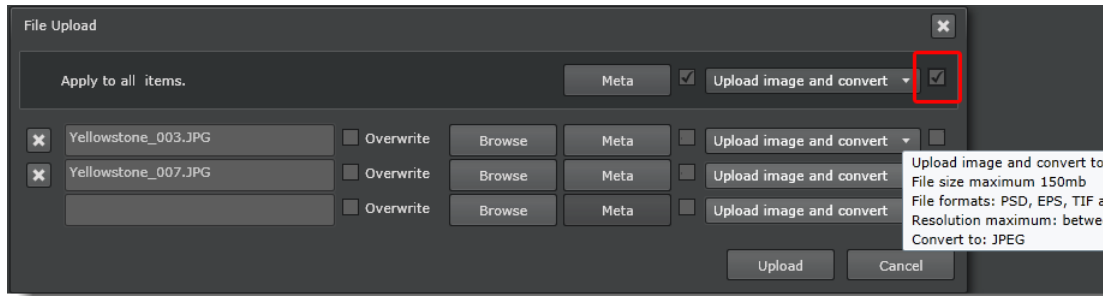 File Upload
Apply to all items. Meta Upload image and convert
Yellowstone_003.JPG Overwrite Browse Meta Upload image and convert
Yellowstone_007.JPG Overwrite Browse Meta Upload image and convert
Overwrite Browse Meta Upload image and convert
Upload image and convert to
File size maximum 150mb
File formats: PSD, EPS, TIF
Resolution maximum:
Convert to: JPEG
Upload Cancel